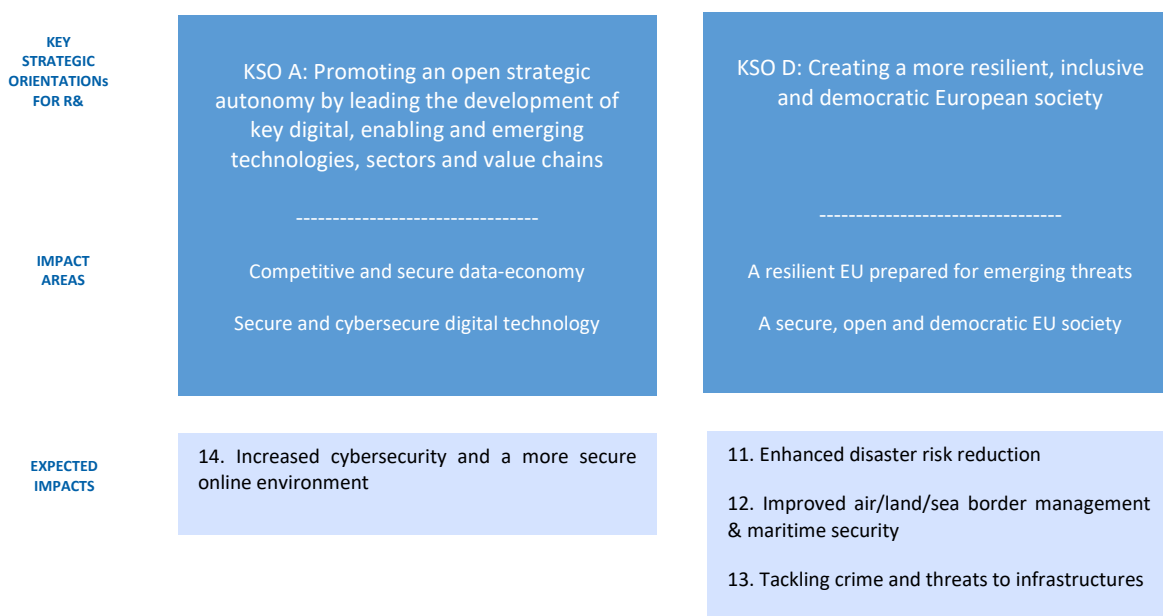 KEY
STRATEGIC
ORIENTATIONs
FOR R&
KSO A: Promoting an open strategic
autonomy by leading the development of
key digital, enabling and emerging
technologies, sectors and value chains
---------------------------------
KSO D: Creating a more resilient, inclusive
and democratic European society
---------------------------------
IMPACT
AREAS
Competitive and secure data-economy
Secure and cybersecure digital technology
A resilient EU prepared for emerging threats
A secure, open and democratic EU society
EXPECTED
IMPACTS
14. Increased cybersecurity and a more secure
online environment
11. Enhanced disaster risk reduction
12. Improved air/land/sea border management
& maritime security
13. Tackling crime and threats to infrastructures